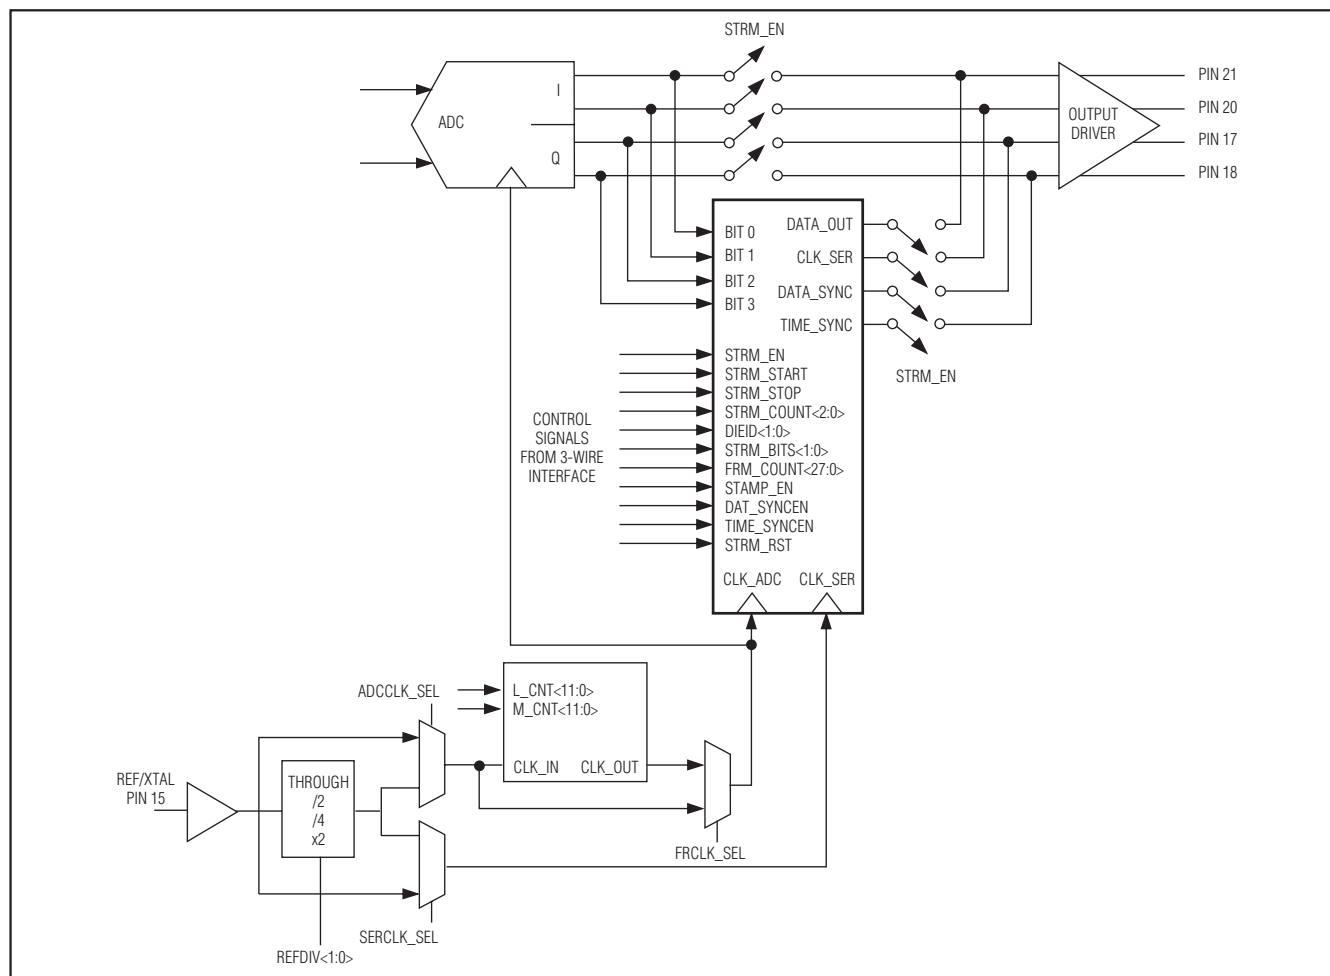 STRM_EN
ADC
I
Q
OUTPUT
DRIVER
PIN 21
PIN 20
PIN 17
PIN 18
BIT 0
BIT 1
BIT 2
BIT 3
DATA_OUT
CLK_SER
DATA_SYNC
TIME_SYNC
STRM_EN
CONTROL
SIGNALS
FROM 3-WIRE
INTERFACE
STRM_EN
STRM_START
STRM_STOP
STRM_COUNT<2:0>
DIEID<1:0>
STRM_BITS<1:0>
FRM_COUNT<27:0>
STAMP_EN
DAT_SYNCEN
TIME_SYNCEN
STRM_RST
CLK_ADC
CLK_SER
ADCCLK_SEL
L_CNT<11:0>
M_CNT<11:0>
CLK_IN
CLK_OUT
REF/XTAL
PIN 15
THROUGH
/2
/4
x2
FRCLK_SEL
SERCLK_SEL
REFDIV<1:0>